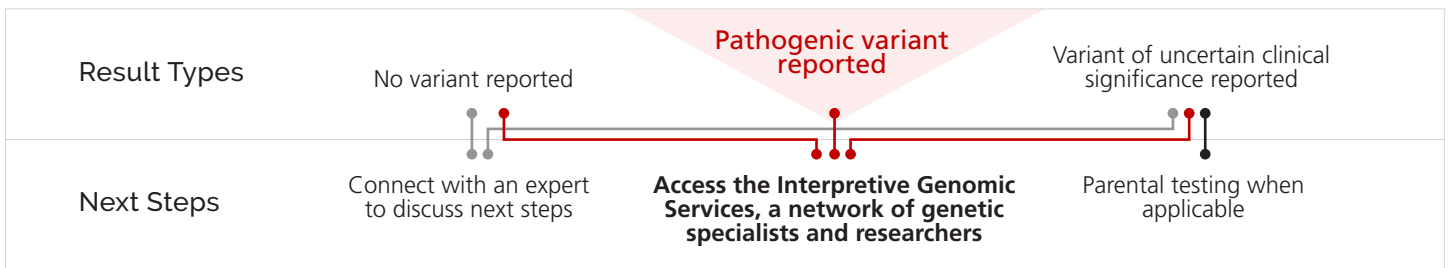 Result Types
No variant reported
Pathogenic variant
reported
Variant of uncertain clinical
significance reported
Next Steps
Connect with an expert
to discuss next steps
Access the Interpretive Genomic
Services, a network of genetic
specialists and researchers
Parental testing when
applicable